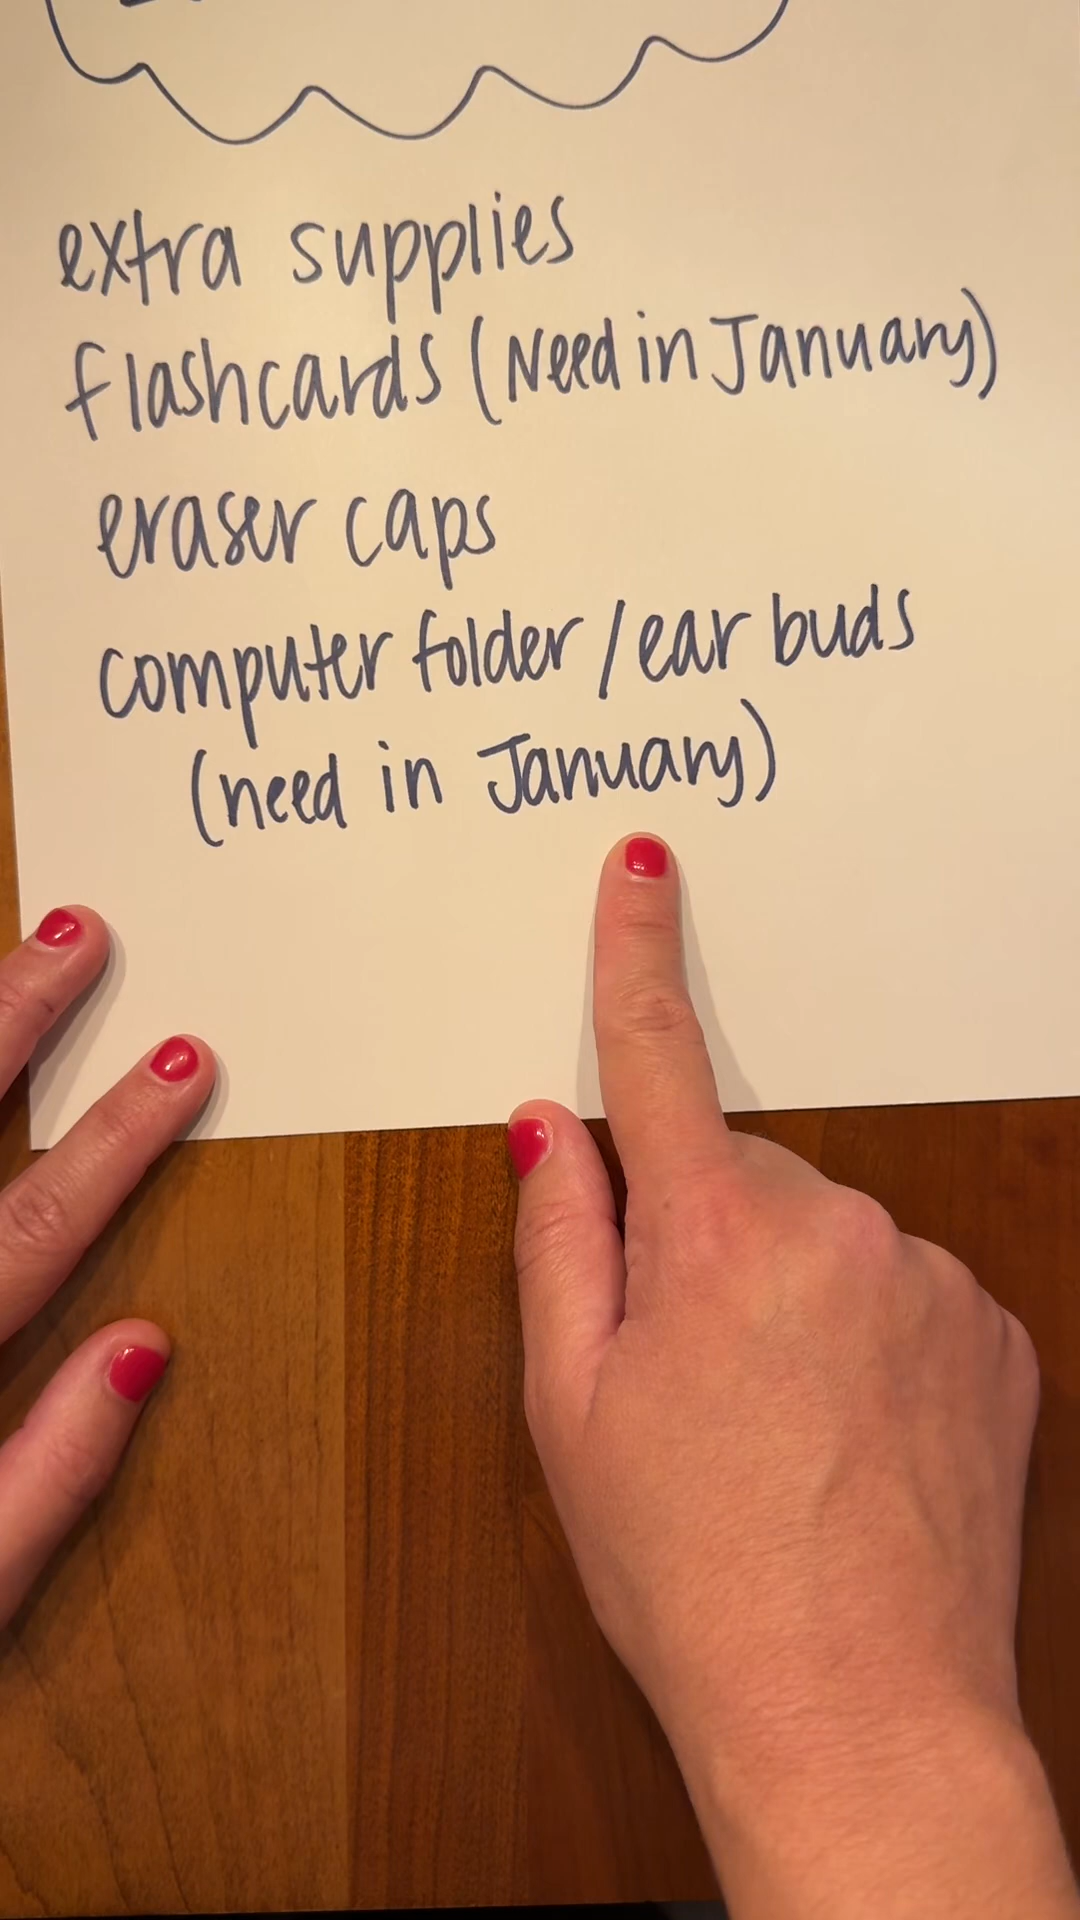 extra supplies
flashcards (Need in January)
eraser caps
computer folder / ear buds
(need in January)